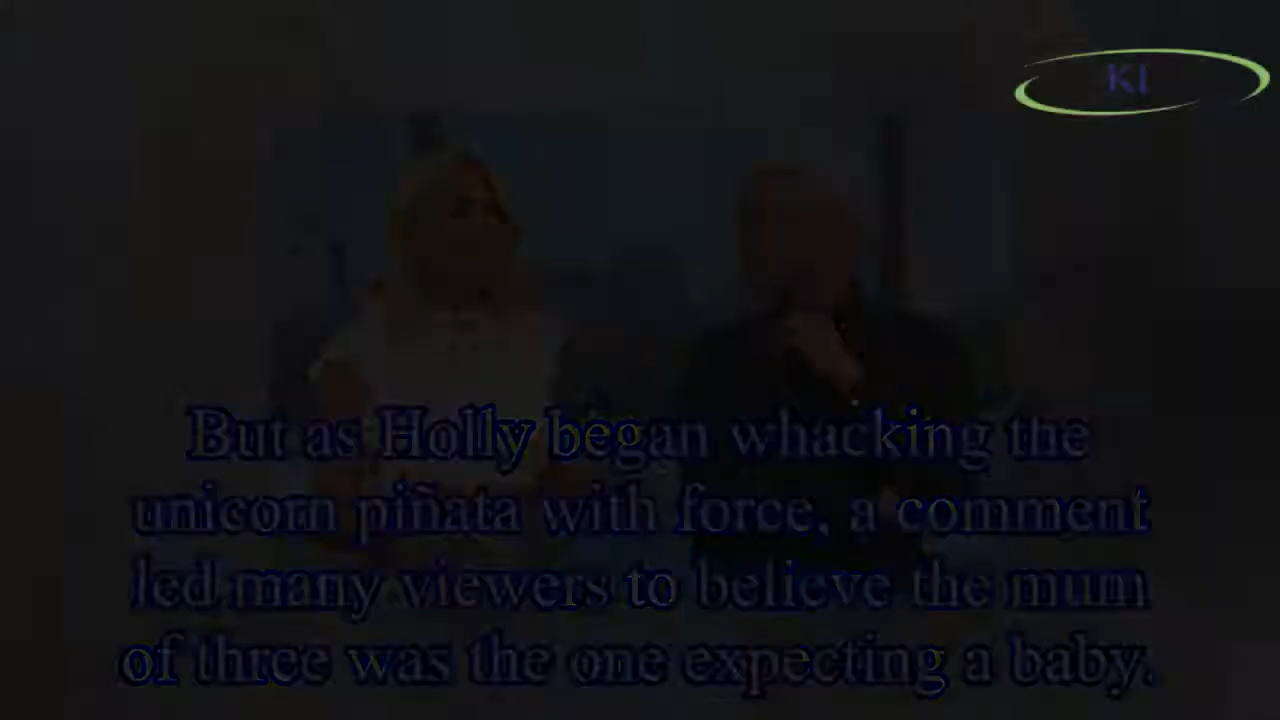 KI
But as Holly began whacking the
unicorn piñata with force, a comment
led many viewers to believe the mum
of three was the one expecting a baby.